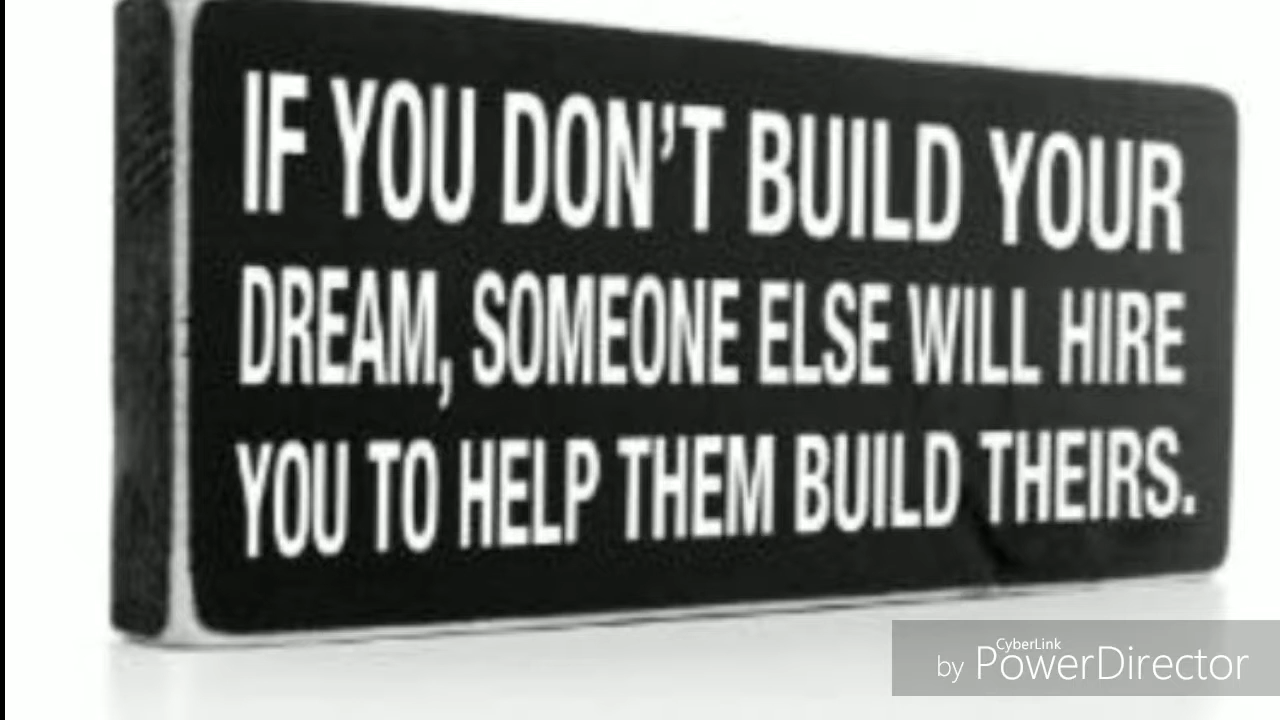 IF YOU DON'T BUILD YOUR
DREAM, SOMEONE ELSE WILL HIRE
YOU TO HELP THEM BUILD THEIRS.
CyberLink
by PowerDirector